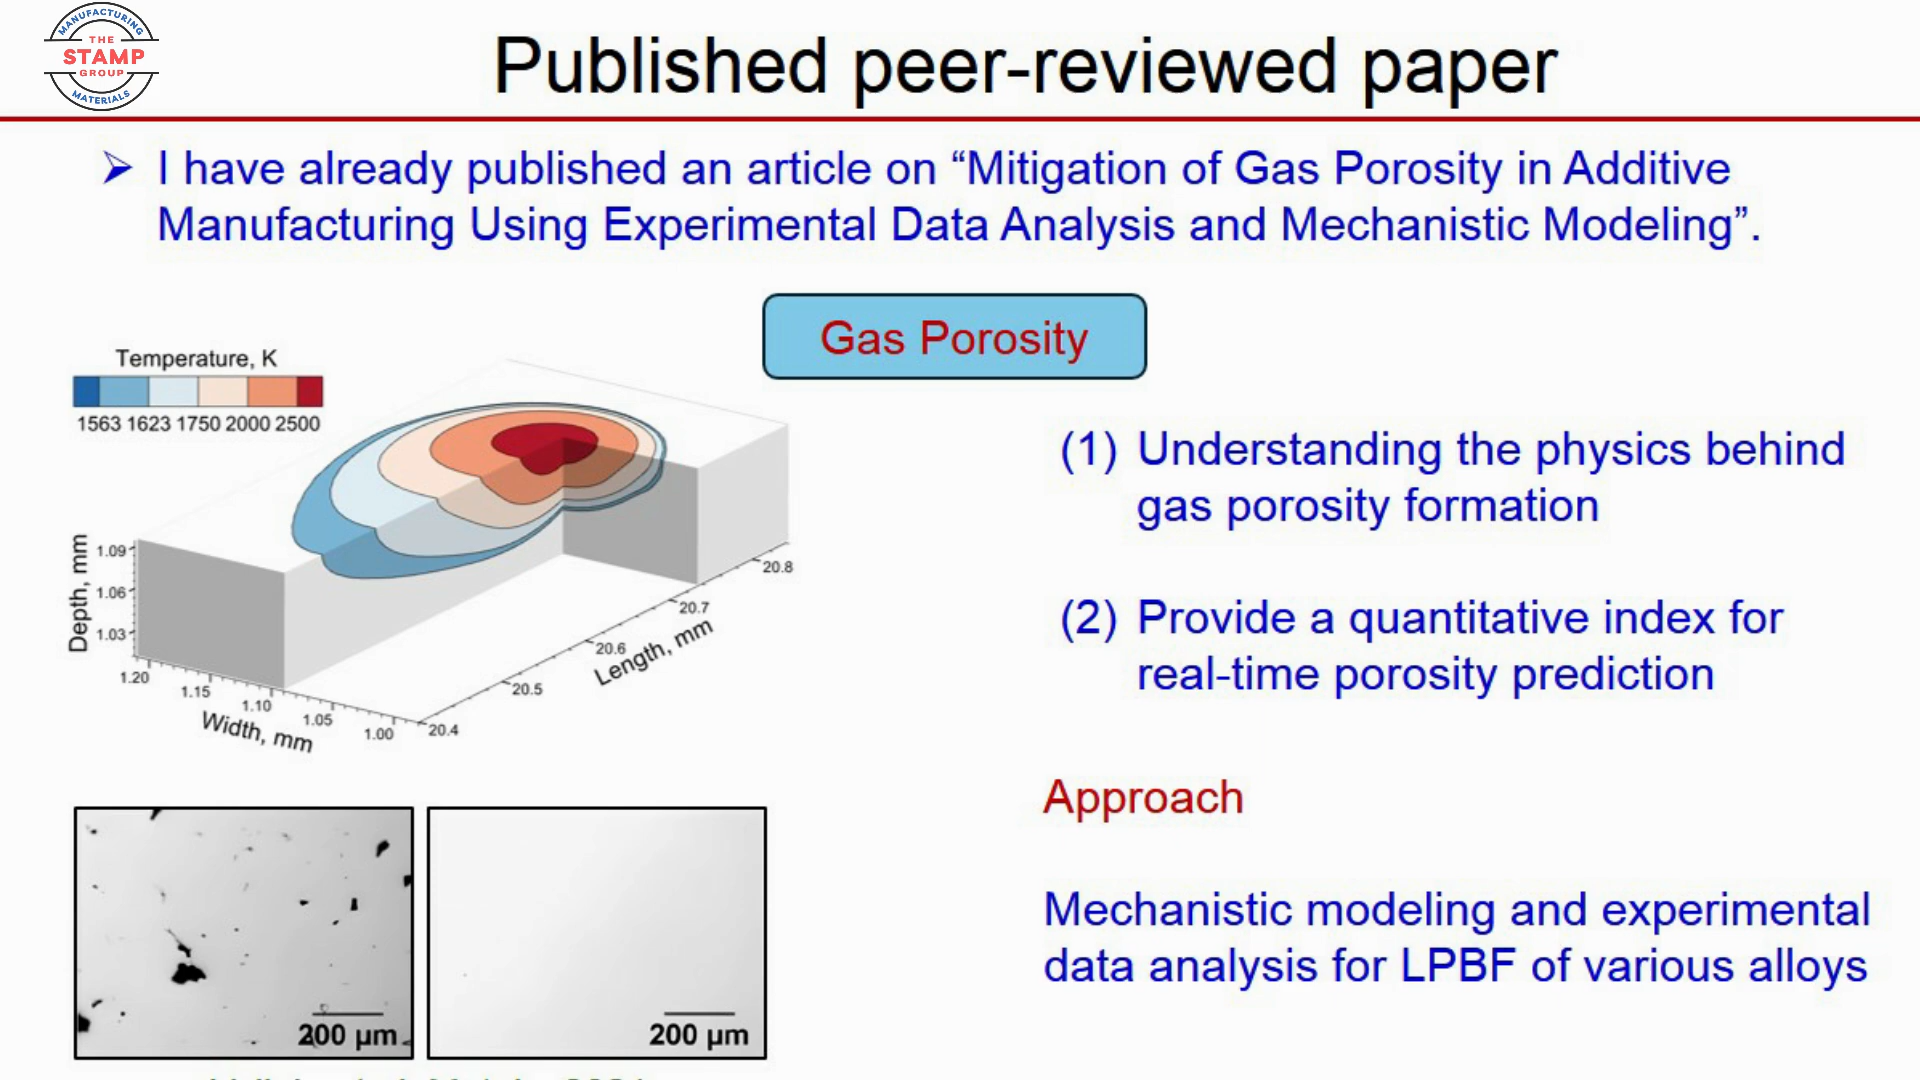 MANUFACTURING
THE
STAMP
GROUP
MATERIALS
Published peer-reviewed paper
➢ I have already published an article on “Mitigation of Gas Porosity in Additive
Manufacturing Using Experimental Data Analysis and Mechanistic Modeling”.
Gas Porosity
Temperature, K
1563 1623 1750 2000 2500
Depth, mm
1.09
1.06
1.03
1.20
1.15
1.10
1.05
1.00
Width, mm
20.4
20.5
20.6
20.7
20.8
Length, mm
(1) Understanding the physics behind
gas porosity formation
(2) Provide a quantitative index for
real-time porosity prediction
Approach
Mechanistic modeling and experimental
data analysis for LPBF of various alloys
200 µm
200 µm